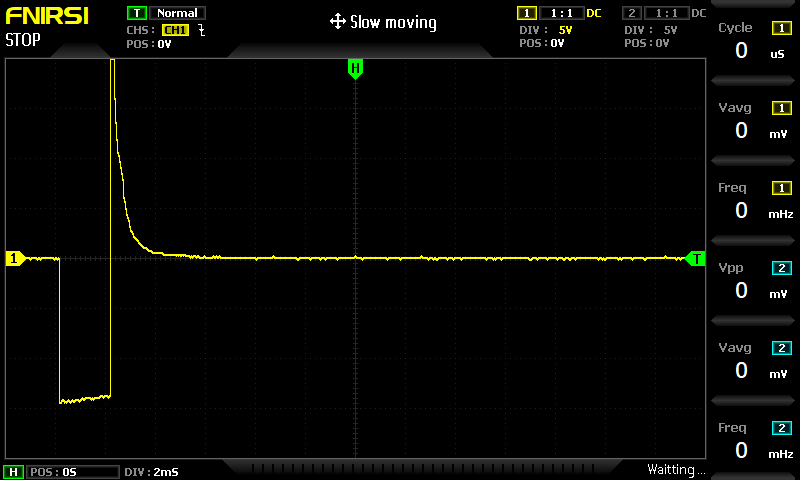 FNIRSI
STOP
T Normal
CHS: CH1
POS: 0V
Slow moving
1 1:1 DC
DIV: 5V
POS: 0V
2 1:1 DC
DIV: 5V
POS: 0V
H
1
T
Cycle 1
0 uS
Vavg 1
0 mV
Freq 1
0 mHz
Vpp 2
0 mV
Vavg 2
0 mV
Freq 2
0 mHz
H POS: 0S DIV: 2mS
Waitting...